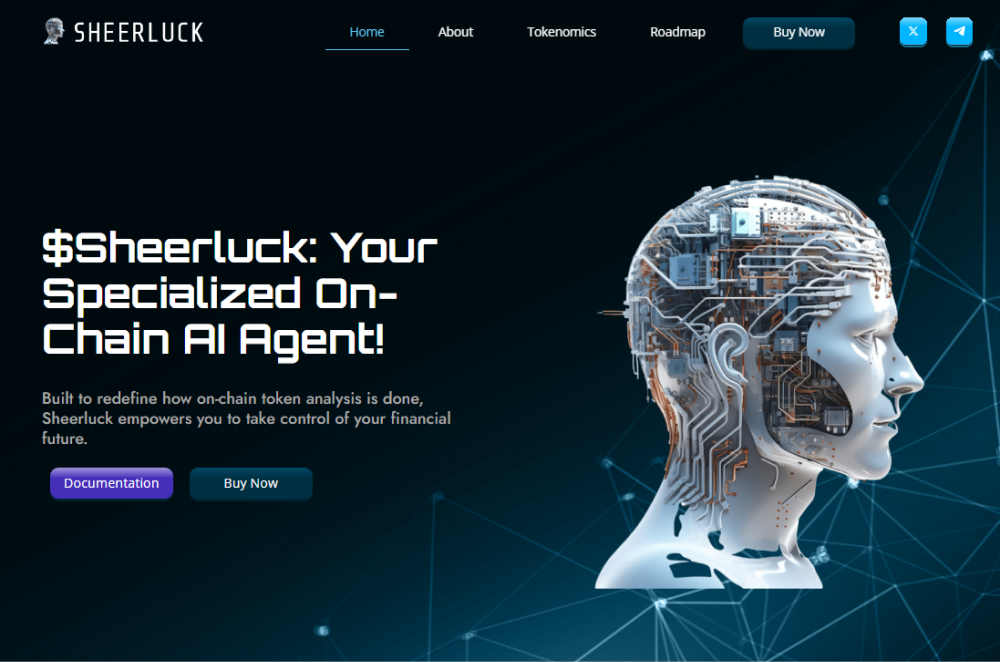 SHEERLUCK
Home
About
Tokenomics
Roadmap
Buy Now
$Sheerluck: Your
Specialized On-
Chain AI Agent!
Built to redefine how on-chain token analysis is done,
Sheerluck empowers you to take control of your financial
future.
Documentation
Buy Now